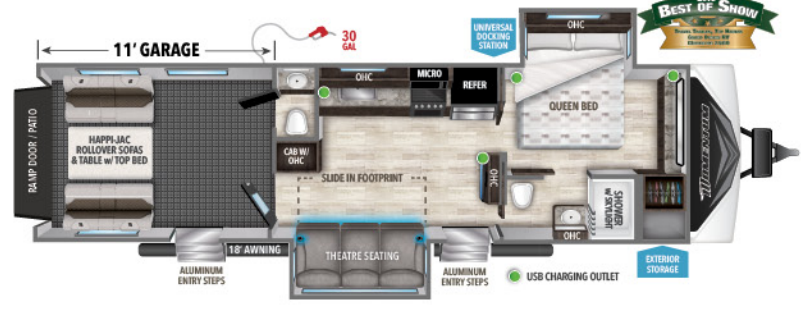 BEST OF SHOW
UNIVERSAL
DOCKING
STATION
OHC
30
GAL
11' GARAGE
OHC
MICRO
REFER
QUEEN BED
RAMP DOOR / PATIO
HAPPI-JAC
ROLLOVER SOFAS
& TABLE w/ TOP BED
CAB W/
OHC
SLIDE IN FOOTPRINT
OHC
SHOWER
w/ SKYLIGHT
MOMENTUM
OHC
18' AWNING
THEATRE SEATING
ALUMINUM
ENTRY STEPS
ALUMINUM
ENTRY STEPS
USB CHARGING OUTLET
EXTERIOR
STORAGE